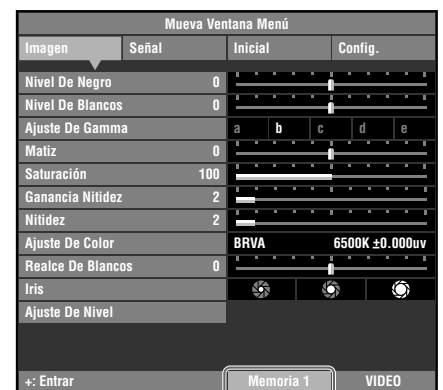 Mueva Ventana Menú
Imagen Señal Inicial Config.
Nivel De Negro 0
Nivel De Blancos 0
Ajuste De Gamma a b c d e
Matiz 0
Saturación 100
Ganancia Nitidez 2
Nitidez 2
Ajuste De Color BRVA 6500K ±0.000uv
Realce De Blancos 0
Iris
Ajuste De Nivel
+: Entrar Memoria 1 VIDEO